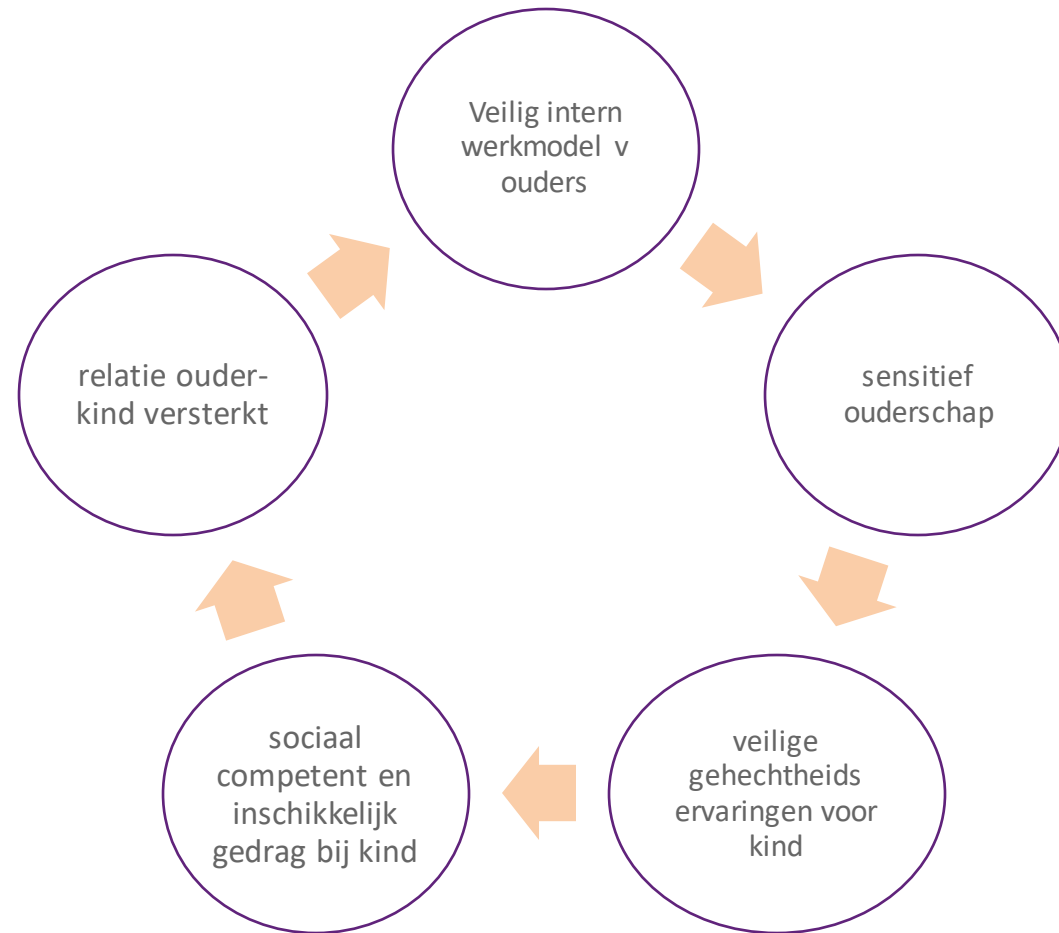 Veilig intern
werkmodel v
ouders
sensitief
ouderschap
veilige
gehechtheids
ervaringen voor
kind
sociaal
competent en
inschikkelijk
gedrag bij kind
relatie ouder-
kind versterkt